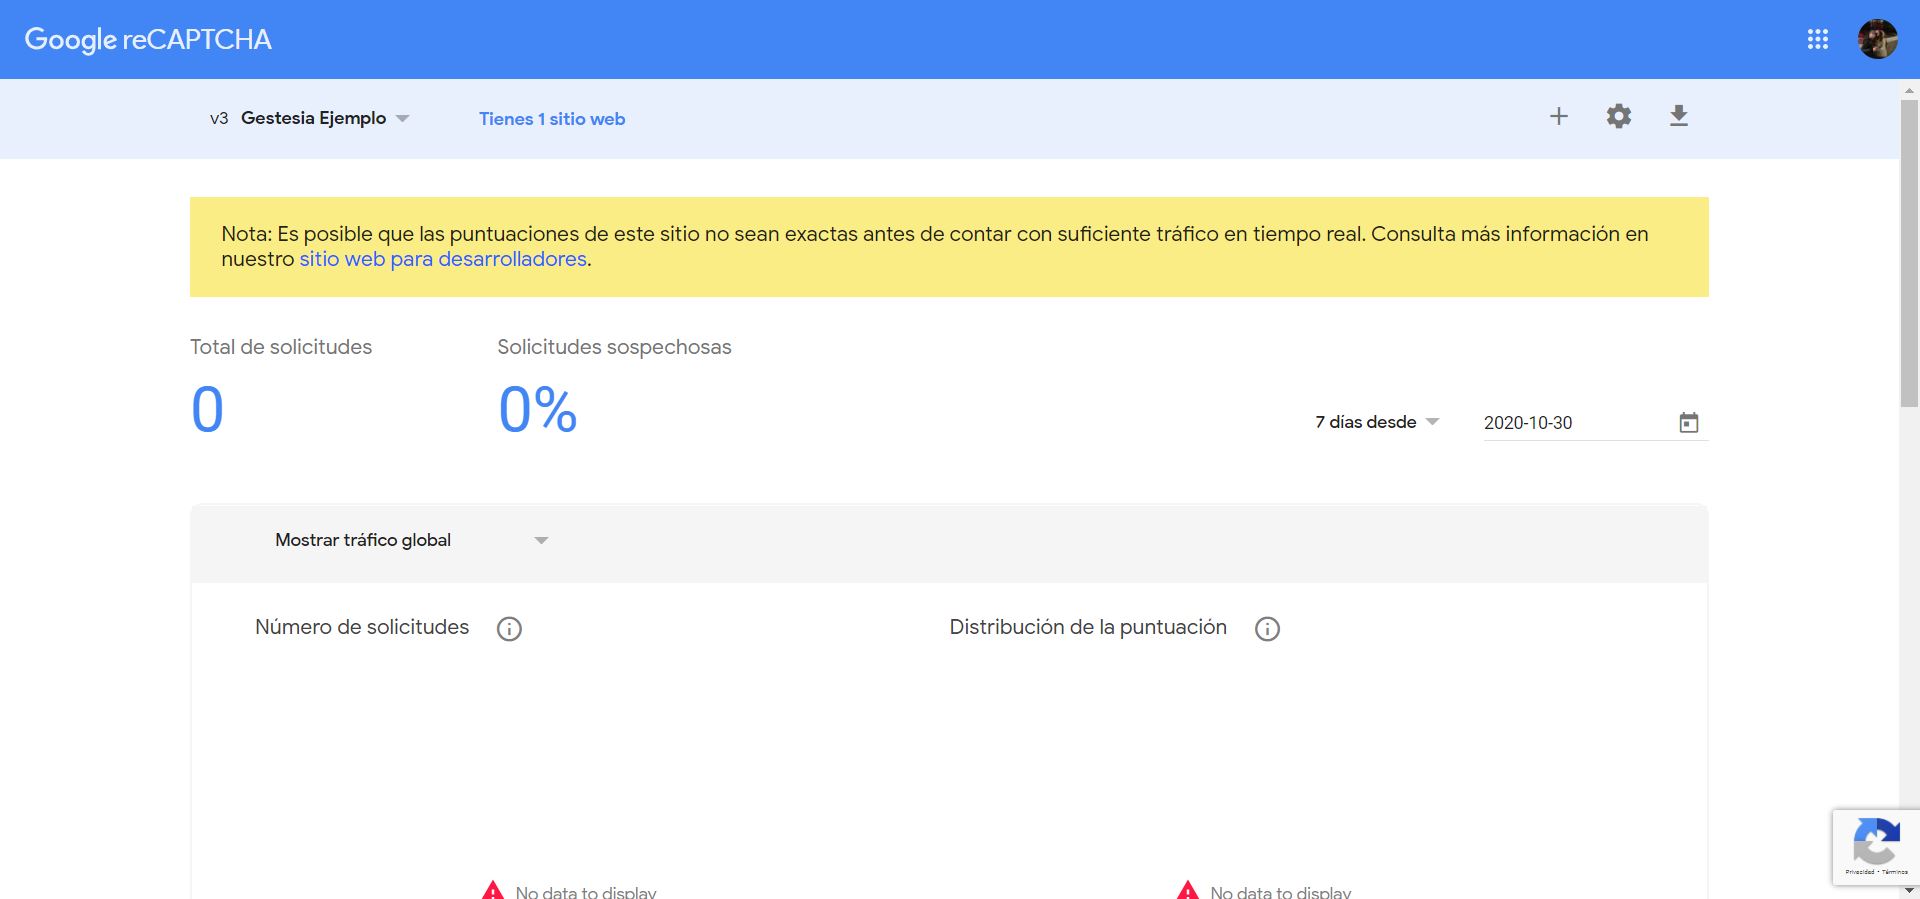 Google reCAPTCHA
v3 Gestesia Ejemplo
Tienes 1 sitio web
Nota: Es posible que las puntuaciones de este sitio no sean exactas antes de contar con suficiente tráfico en tiempo real. Consulta más información en
nuestro sitio web para desarrolladores.
Total de solicitudes
0
Solicitudes sospechosas
0%
7 días desde
2020-10-30
Mostrar tráfico global
Número de solicitudes
Distribución de la puntuación
No data to display
No data to display
Privacidad - Términos